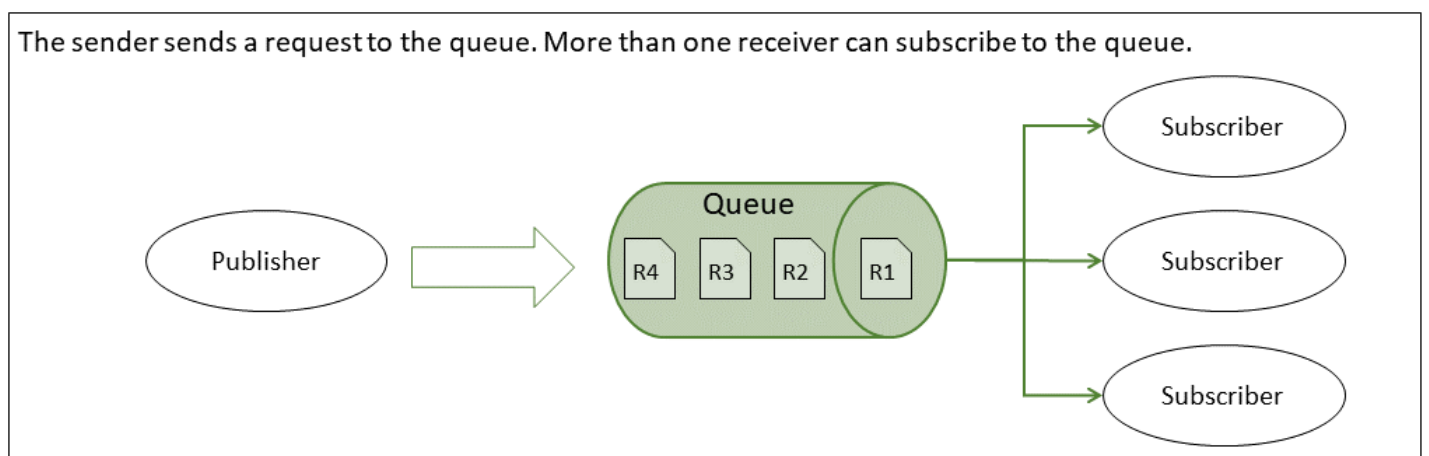 The sender sends a request to the queue. More than one receiver can subscribe to the queue.
Subscriber
Queue
Publisher
R4
R3
R2
R1
Subscriber
Subscriber